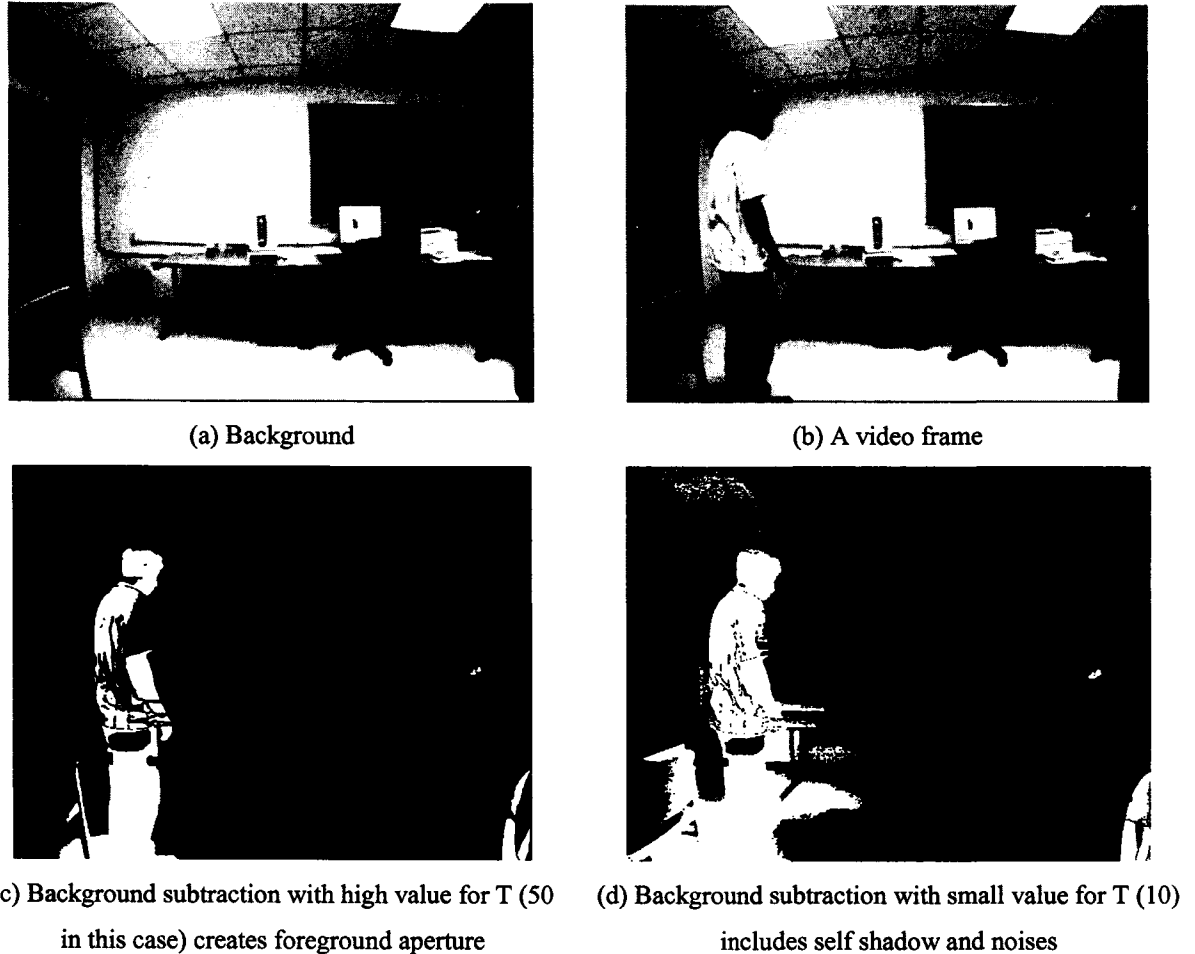 (a) Background
(b) A video frame
c) Background subtraction with high value for T (50
in this case) creates foreground aperture
(d) Background subtraction with small value for T (10)
includes self shadow and noises